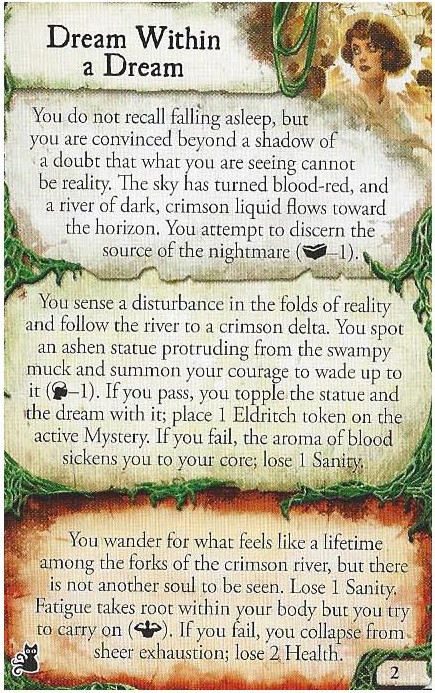 Dream Within
a Dream
You do not recall falling asleep, but
you are convinced beyond a shadow of
a doubt that what you are seeing cannot
be reality. The sky has turned blood-red, and
a river of dark, crimson liquid flows toward
the horizon. You attempt to discern the
source of the nightmare (–1).
You sense a disturbance in the folds of reality
and follow the river to a crimson delta. You spot
an ashen statue protruding from the swampy
muck and summon your courage to wade up to
it (–1). If you pass, you topple the statue and
the dream with it; place 1 Eldritch token on the
active Mystery. If you fail, the aroma of blood
sickens you to your core; lose 1 Sanity.
You wander for what feels like a lifetime
among the forks of the crimson river, but there
is not another soul to be seen. Lose 1 Sanity.
Fatigue takes root within your body but you try
to carry on (). If you fail, you collapse from
sheer exhaustion; lose 2 Health.
2